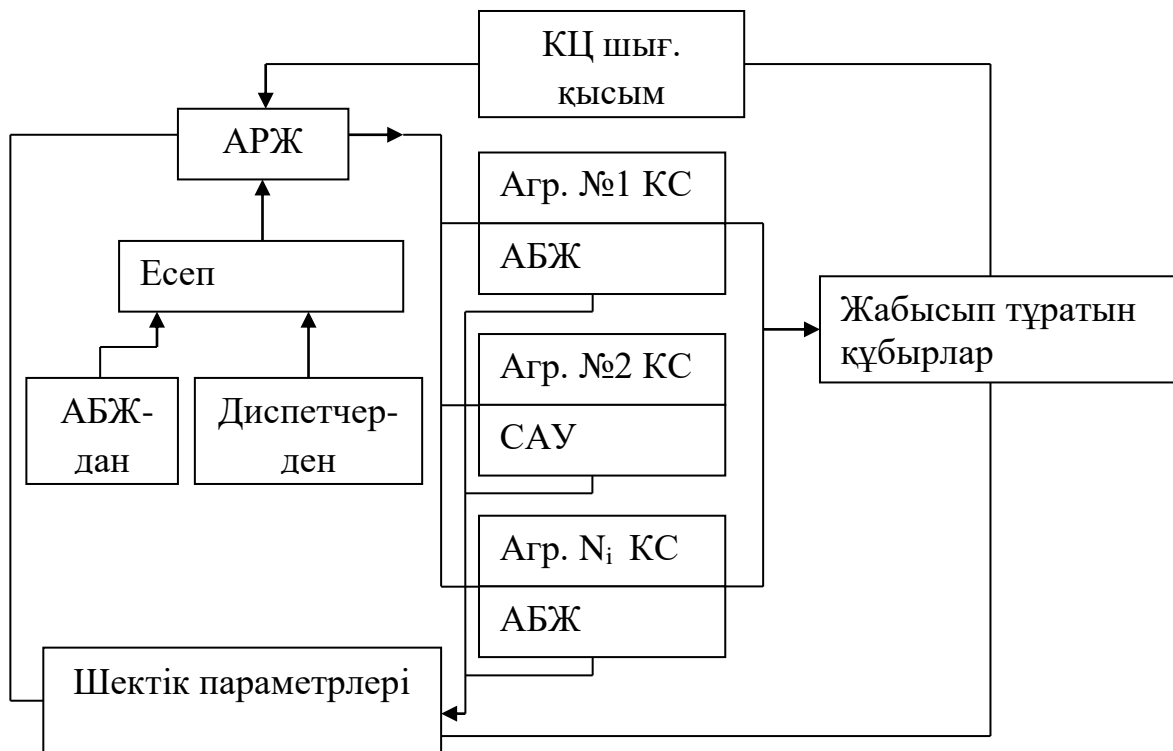 КЦ шығ.
қысым
АРЖ
Агр. №1 КС
АБЖ
Есеп
Жабысып тұратын
құбырлар
Агр. №2 КС
САУ
АБЖ-
дан
Диспетчер-
ден
Агр. Nᵢ КС
АБЖ
Шектік параметрлері